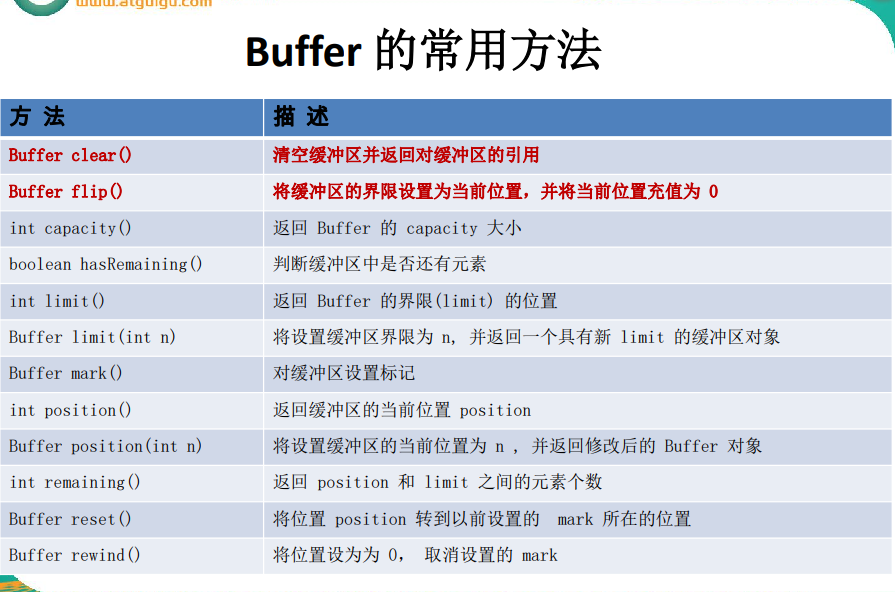 www.atguigu.com
Buffer 的常用方法
方 法 描 述
Buffer clear() 清空缓冲区并返回对缓冲区的引用
Buffer flip() 将缓冲区的界限设置为当前位置，并将当前位置充值为 0
int capacity() 返回 Buffer 的 capacity 大小
boolean hasRemaining() 判断缓冲区中是否还有元素
int limit() 返回 Buffer 的界限(limit) 的位置
Buffer limit(int n) 将设置缓冲区界限为 n, 并返回一个具有新 limit 的缓冲区对象
Buffer mark() 对缓冲区设置标记
int position() 返回缓冲区的当前位置 position
Buffer position(int n) 将设置缓冲区的当前位置为 n , 并返回修改后的 Buffer 对象
int remaining() 返回 position 和 limit 之间的元素个数
Buffer reset() 将位置 position 转到以前设置的 mark 所在的位置
Buffer rewind() 将位置设为为 0， 取消设置的 mark